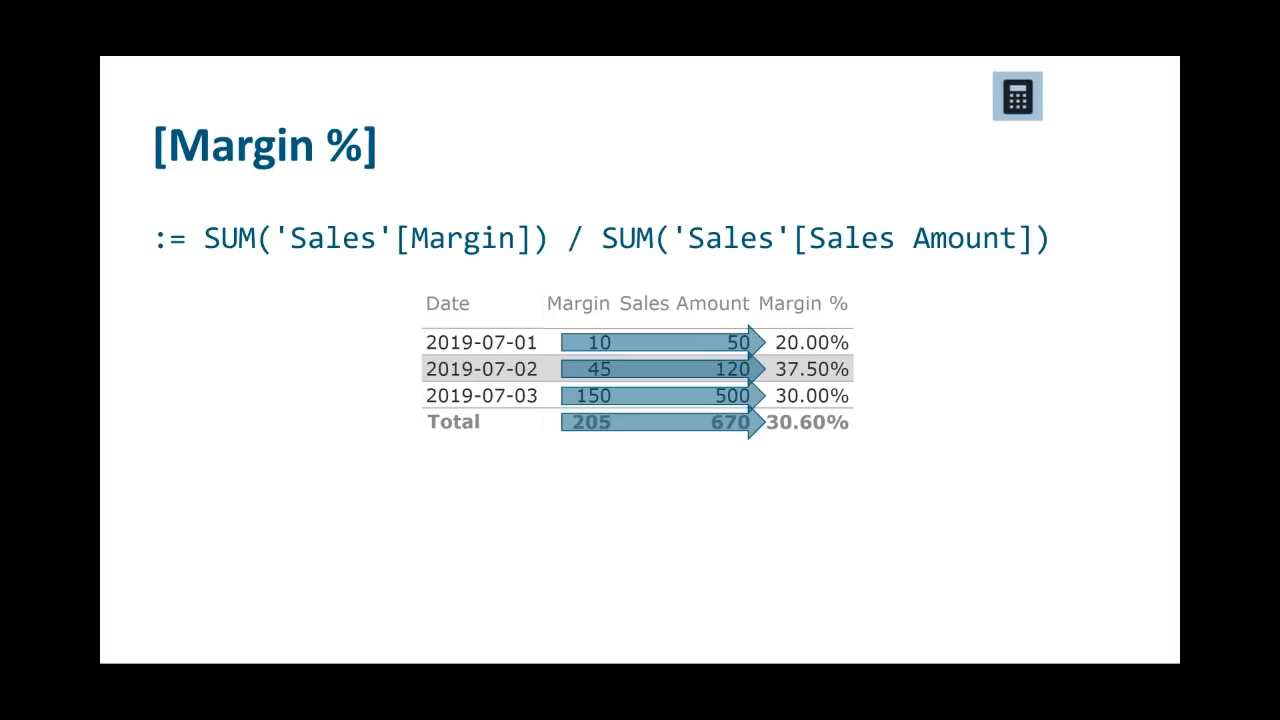 [Margin %]
:= SUM('Sales'[Margin]) / SUM('Sales'[Sales Amount])
Date Margin Sales Amount Margin %
2019-07-01 10 50 20.00%
2019-07-02 45 120 37.50%
2019-07-03 150 500 30.00%
Total 205 670 30.60%